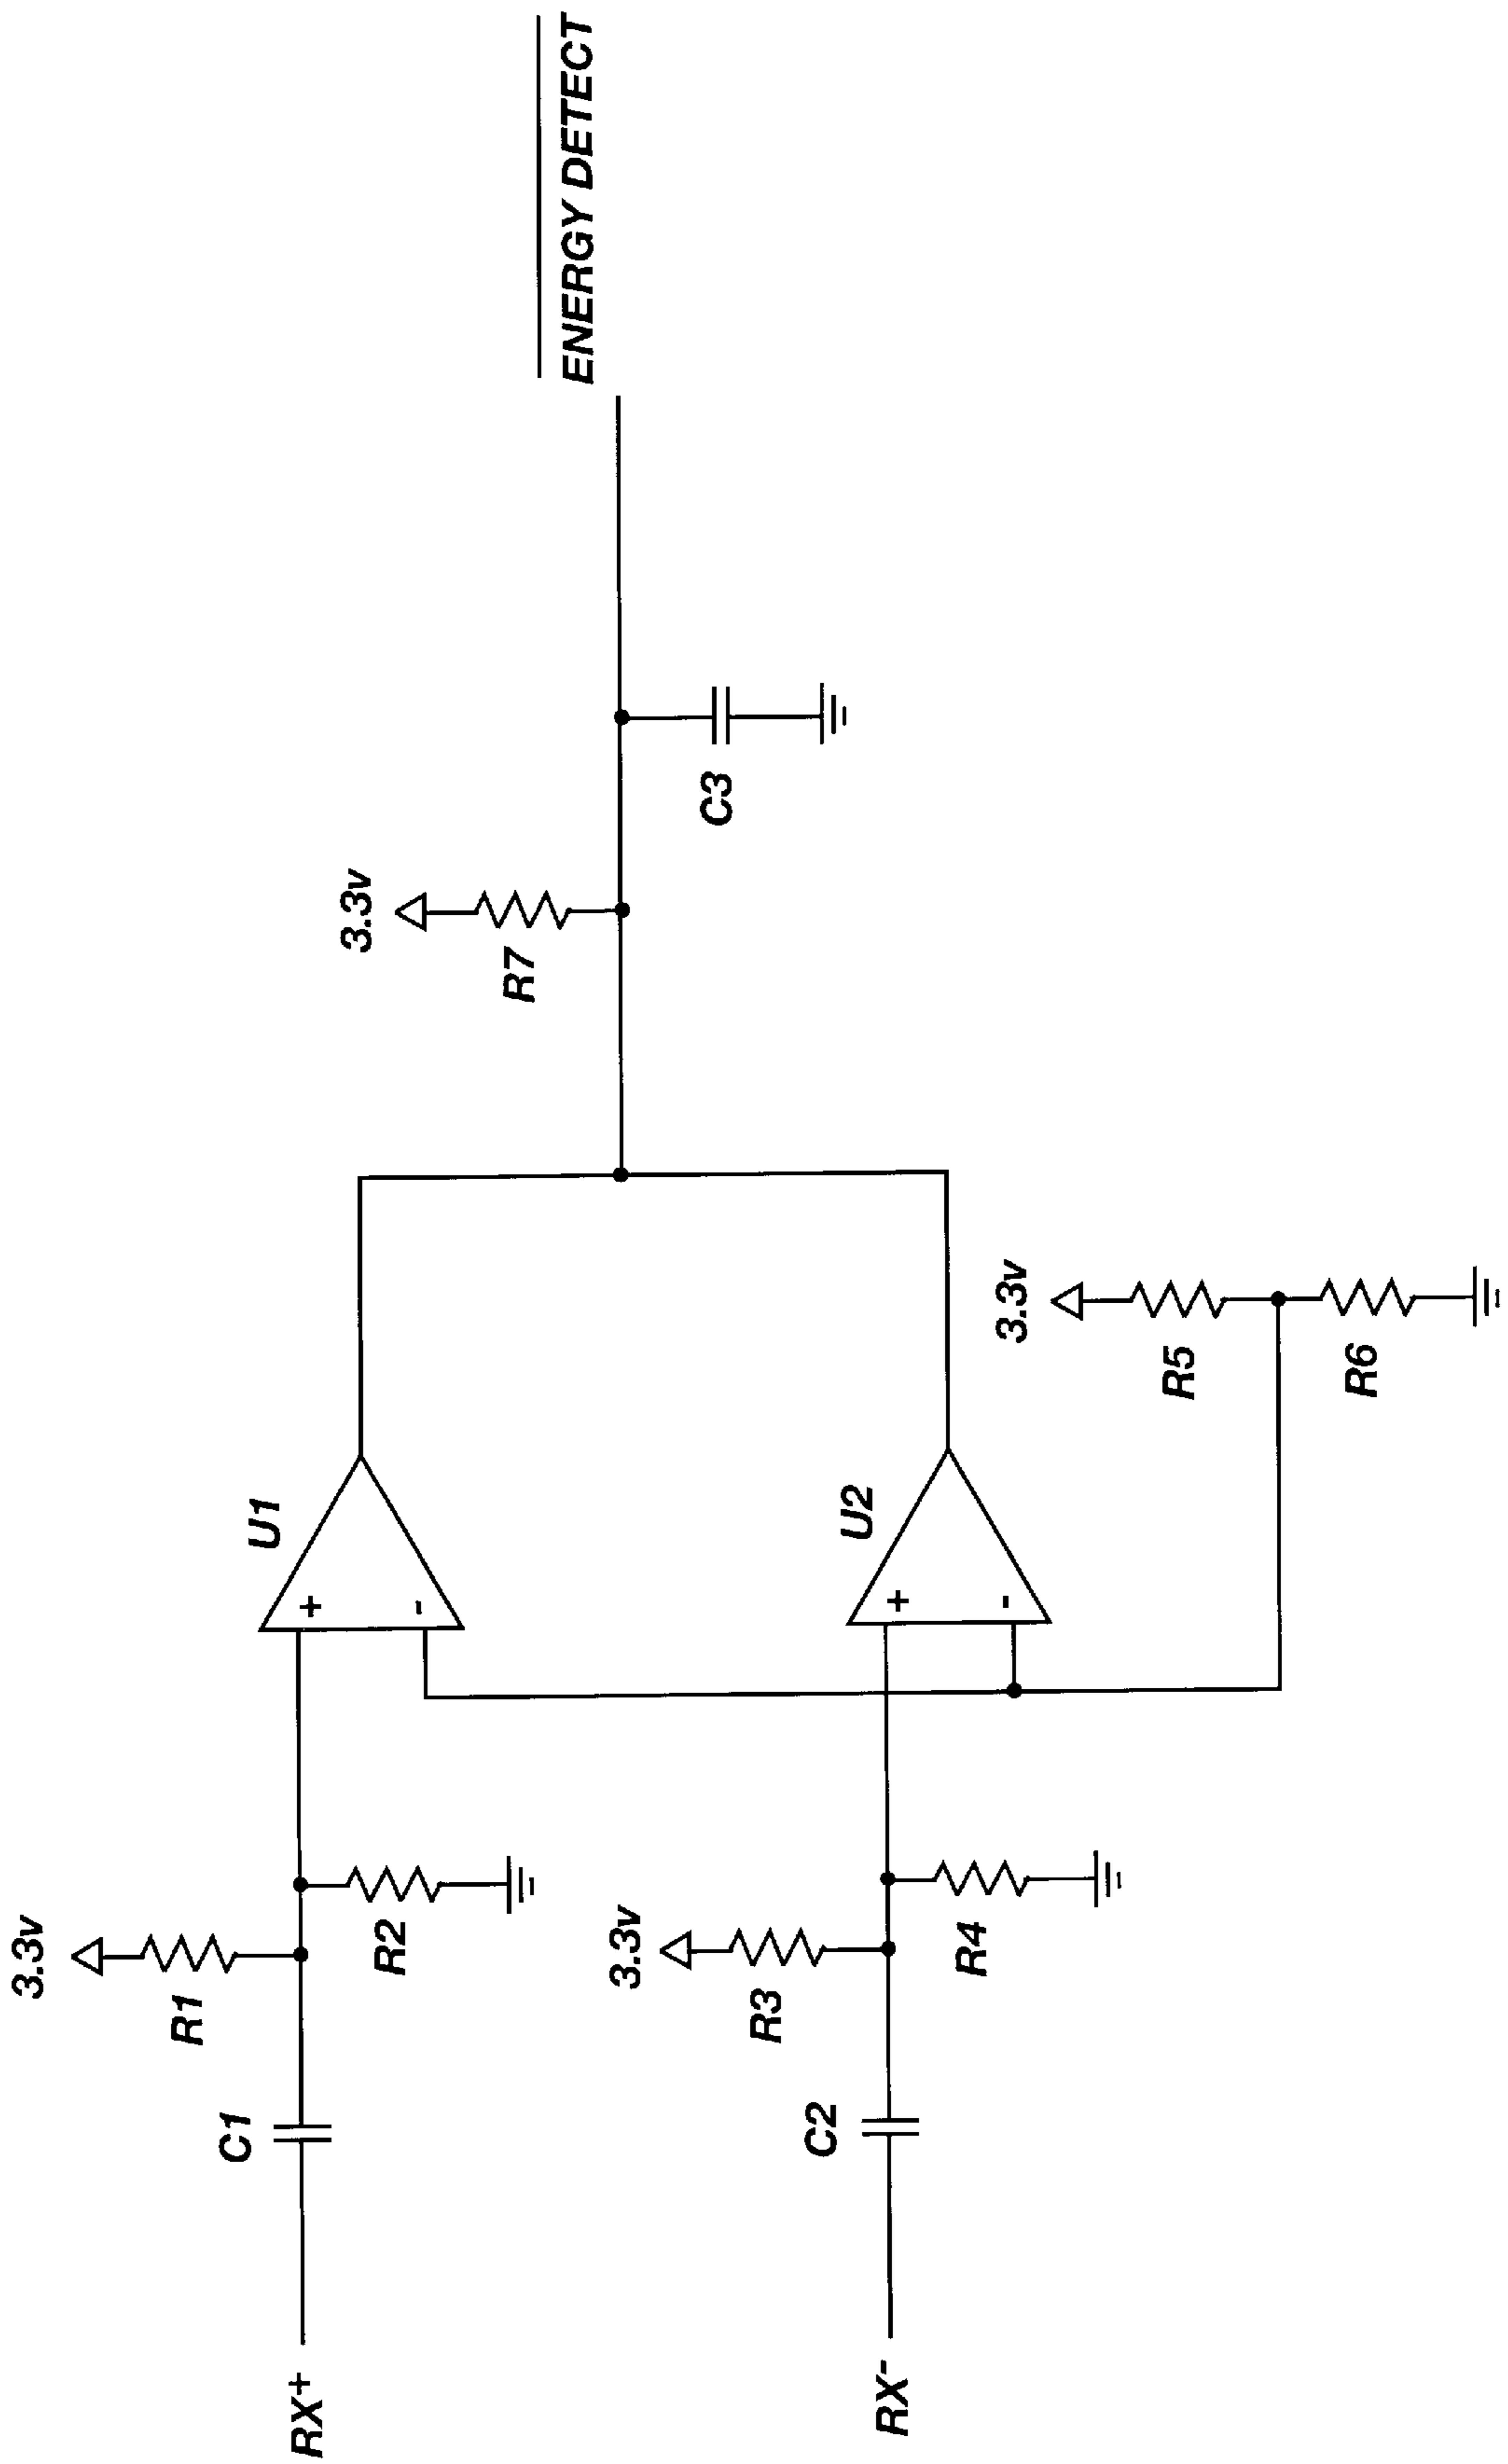 3.3v
R1
C1
RX+
R2
U1
+
-
3.3v
R3
C2
RX-
R4
U2
+
-
3.3v
R5
R6
3.3v
R7
C3
ENERGY DETECT